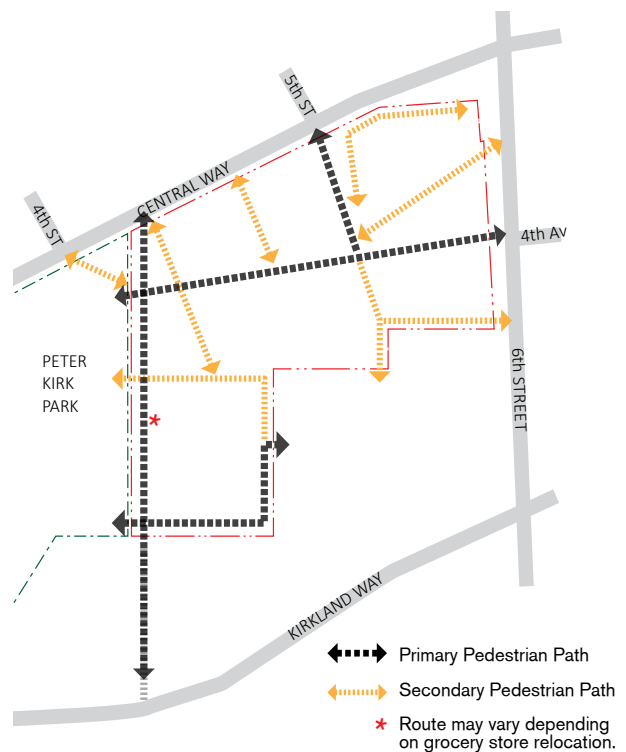 5th ST
CENTRAL WAY
4th ST
4th Av
PETER
KIRK
PARK
6th STREET
*
KIRKLAND WAY
Primary Pedestrian Path
Secondary Pedestrian Path
* Route may vary depending
on grocery store relocation.